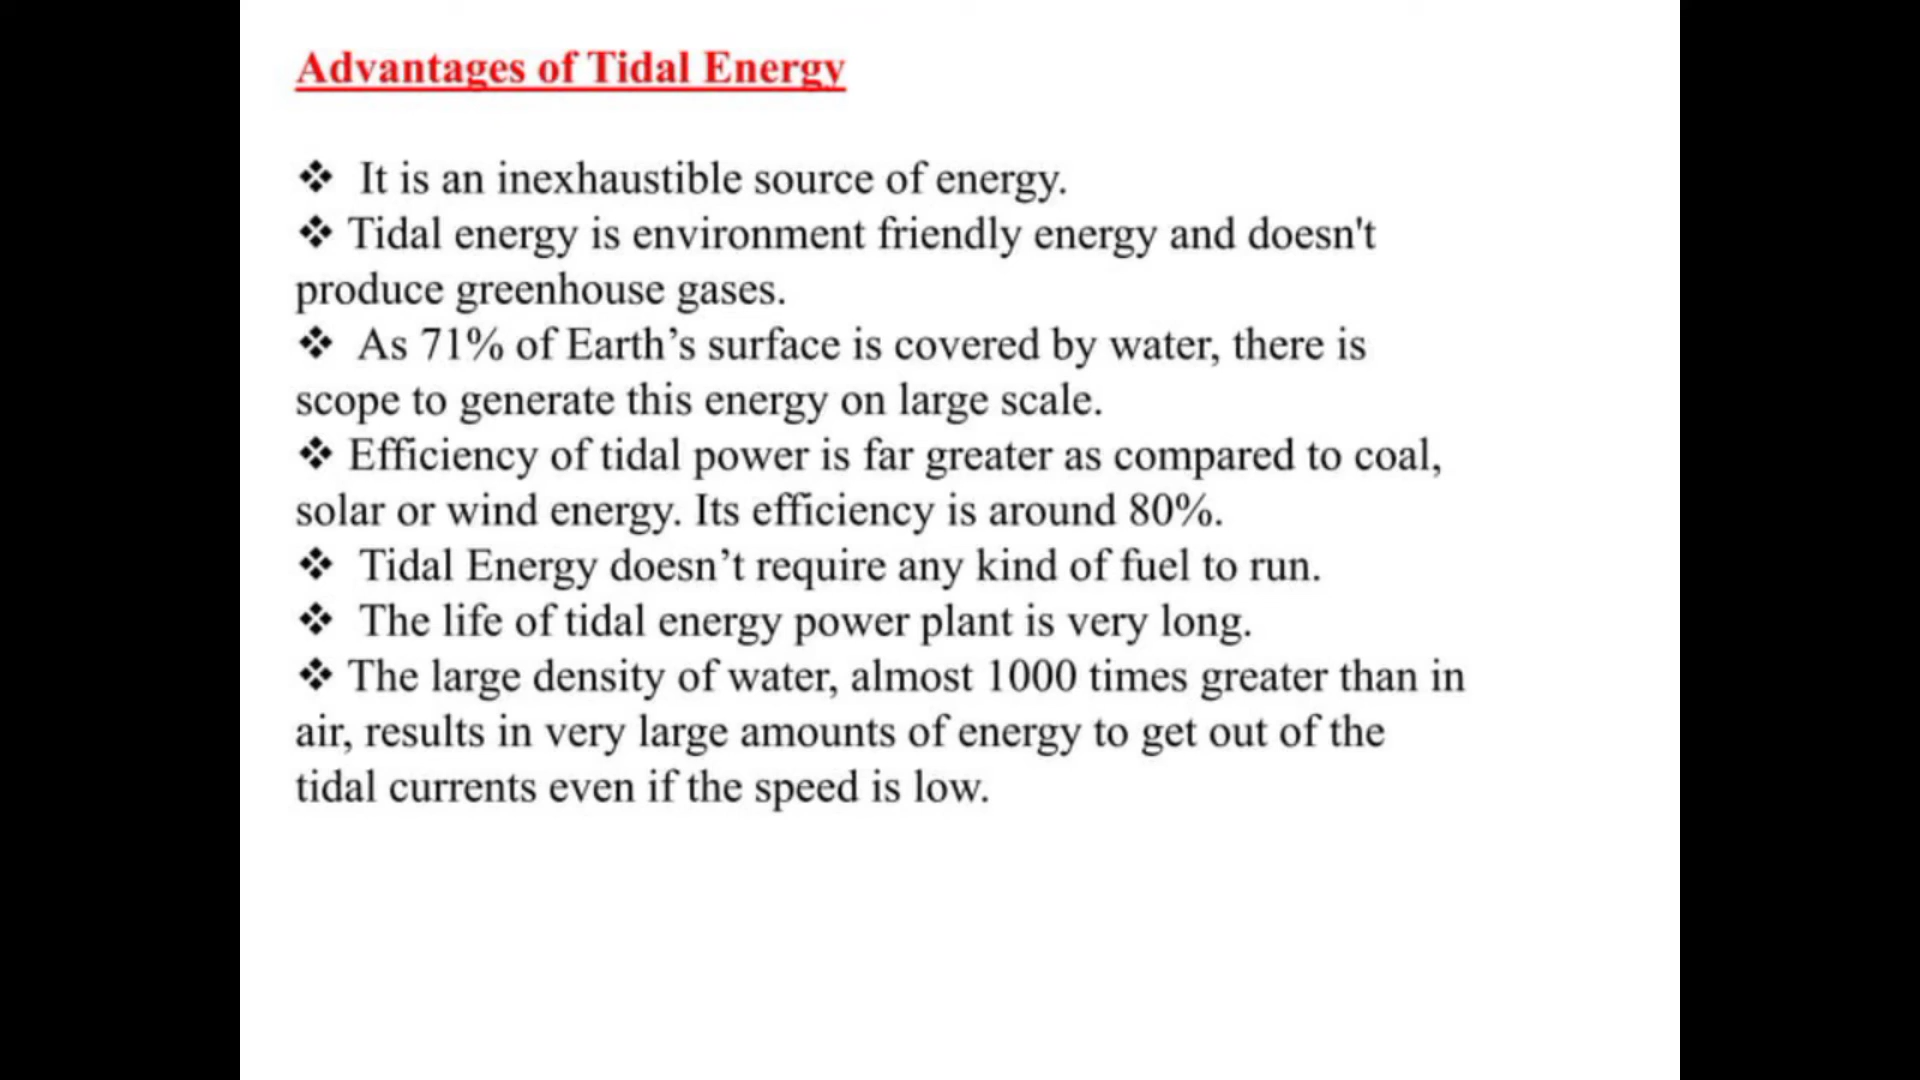 Advantages of Tidal Energy
❖ It is an inexhaustible source of energy.
❖ Tidal energy is environment friendly energy and doesn't
produce greenhouse gases.
❖ As 71% of Earth’s surface is covered by water, there is
scope to generate this energy on large scale.
❖ Efficiency of tidal power is far greater as compared to coal,
solar or wind energy. Its efficiency is around 80%.
❖ Tidal Energy doesn’t require any kind of fuel to run.
❖ The life of tidal energy power plant is very long.
❖ The large density of water, almost 1000 times greater than in
air, results in very large amounts of energy to get out of the
tidal currents even if the speed is low.